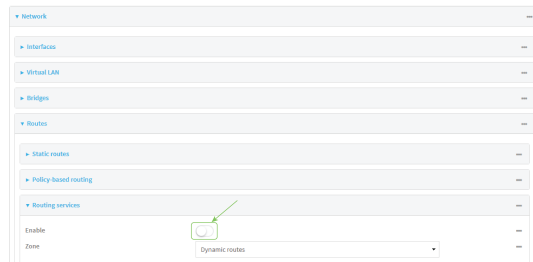 Network
Interfaces
Virtual LAN
Bridges
Routes
Static routes
Policy-based routing
Routing services
Enable
Zone
Dynamic routes